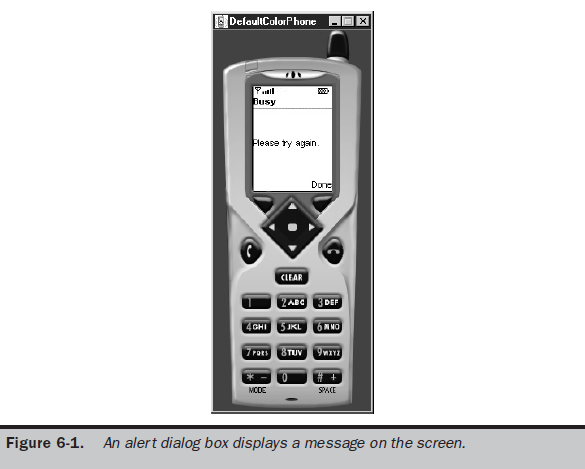 DefaultColorPhone
Busy
Please try again.
Done
CLEAR
1 2 ABC 3 DEF
4 GHI 5 JKL 6 MNO
7 PQRS 8 TUV 9 WXYZ
* - 0 # +
MODE SPACE
Figure 6-1. An alert dialog box displays a message on the screen.